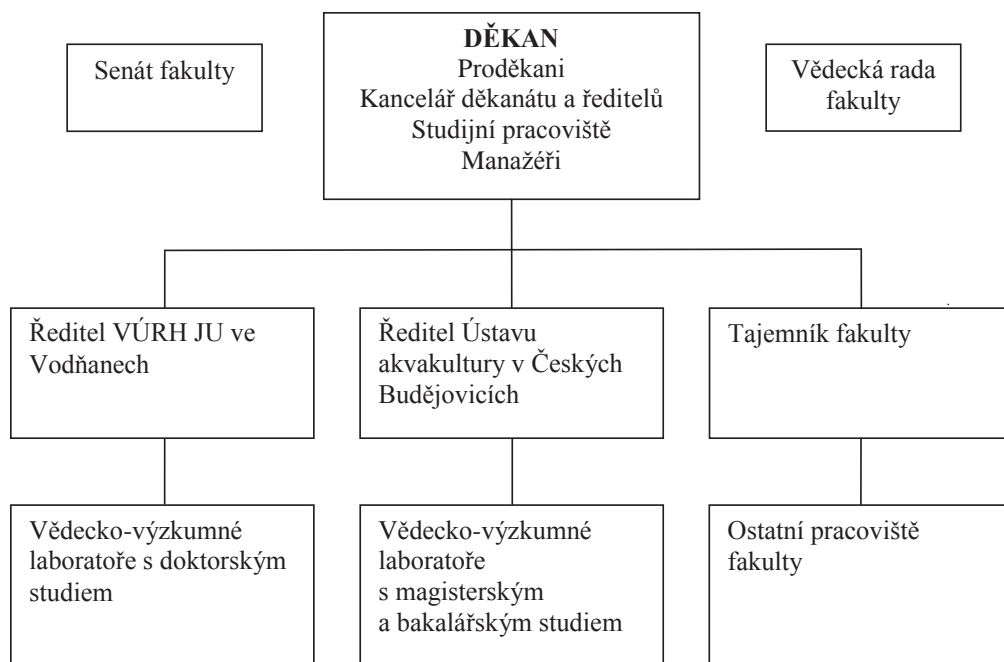 Senát fakulty
DĚKAN
Proděkani
Kancelář děkanátu a ředitelů
Studijní pracoviště
Manažéři
Vědecká rada
fakulty
Ředitel VÚRH JU ve
Vodňanech
Ředitel Ústavu
akvakultury v Českých
Budějovicích
Tajemník fakulty
Vědecko-výzkumné
laboratoře s doktorským
studiem
Vědecko-výzkumné
laboratoře
s magisterským
a bakalářským studiem
Ostatní pracoviště
fakulty